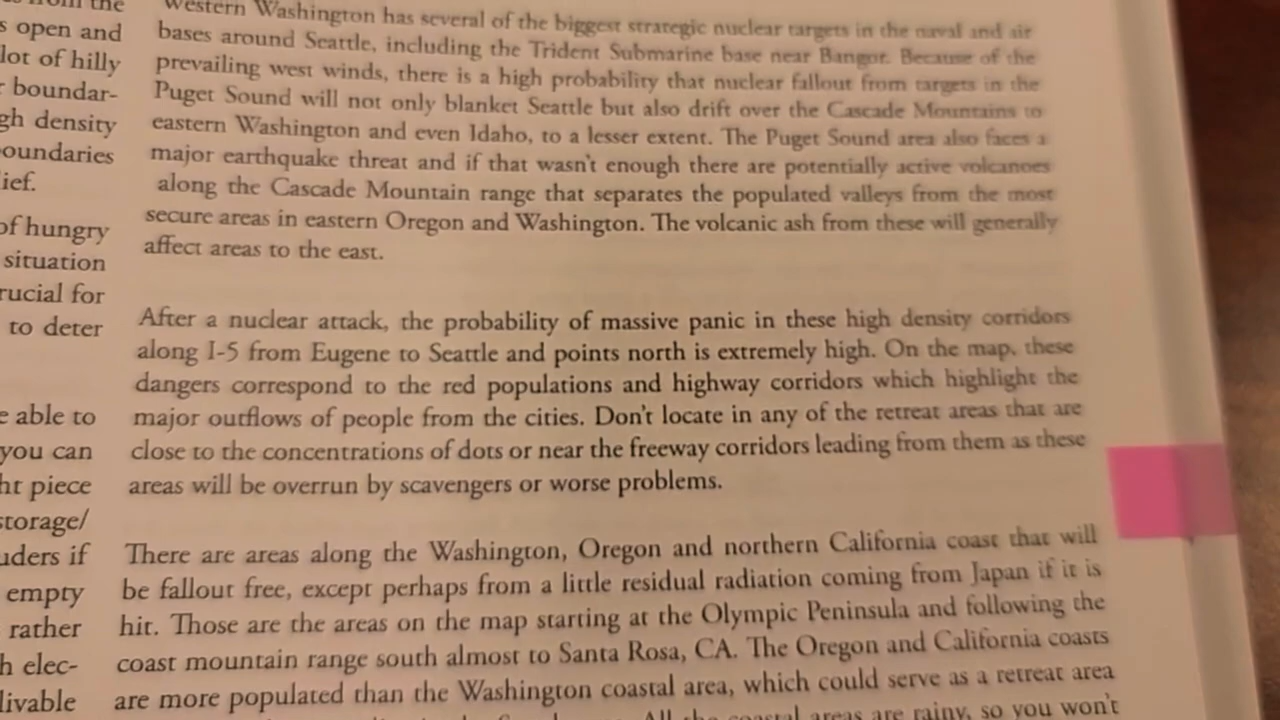 from the
s open and
lot of hilly
r boundar-
gh density
oundaries
ief.
of hungry
situation
rucial for
to deter
e able to
you can
ht piece
storage/
uders if
empty
rather
h elec-
livable
Western Washington has several of the biggest strategic nuclear targets in the naval and air
bases around Seattle, including the Trident Submarine base near Bangor. Because of the
prevailing west winds, there is a high probability that nuclear fallout from targets in the
Puget Sound will not only blanket Seattle but also drift over the Cascade Mountains to
eastern Washington and even Idaho, to a lesser extent. The Puget Sound area also faces a
major earthquake threat and if that wasn't enough there are potentially active volcanoes
along the Cascade Mountain range that separates the populated valleys from the most
secure areas in eastern Oregon and Washington. The volcanic ash from these will generally
affect areas to the east.
After a nuclear attack, the probability of massive panic in these high density corridors
along I-5 from Eugene to Seattle and points north is extremely high. On the map, these
dangers correspond to the red populations and highway corridors which highlight the
major outflows of people from the cities. Don't locate in any of the retreat areas that are
close to the concentrations of dots or near the freeway corridors leading from them as these
areas will be overrun by scavengers or worse problems.
There are areas along the Washington, Oregon and northern California coast that will
be fallout free, except perhaps from a little residual radiation coming from Japan if it is
hit. Those are the areas on the map starting at the Olympic Peninsula and following the
coast mountain range south almost to Santa Rosa, CA. The Oregon and California coasts
are more populated than the Washington coastal area, which could serve as a retreat area
All the coastal areas are rainy, so you won't